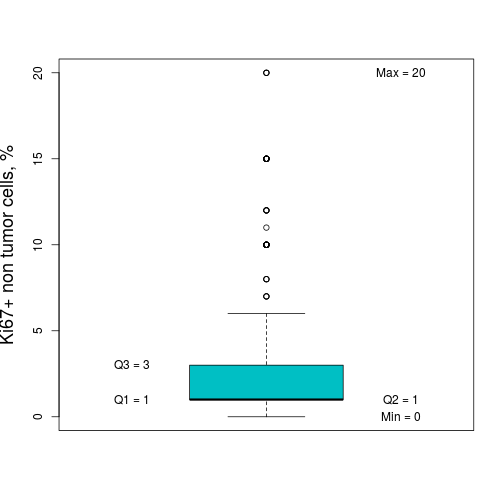 Ki67+ non tumor cells, %
20
15
10
5
0
Max = 20
Q3 = 3
Q1 = 1
Q2 = 1
Min = 0